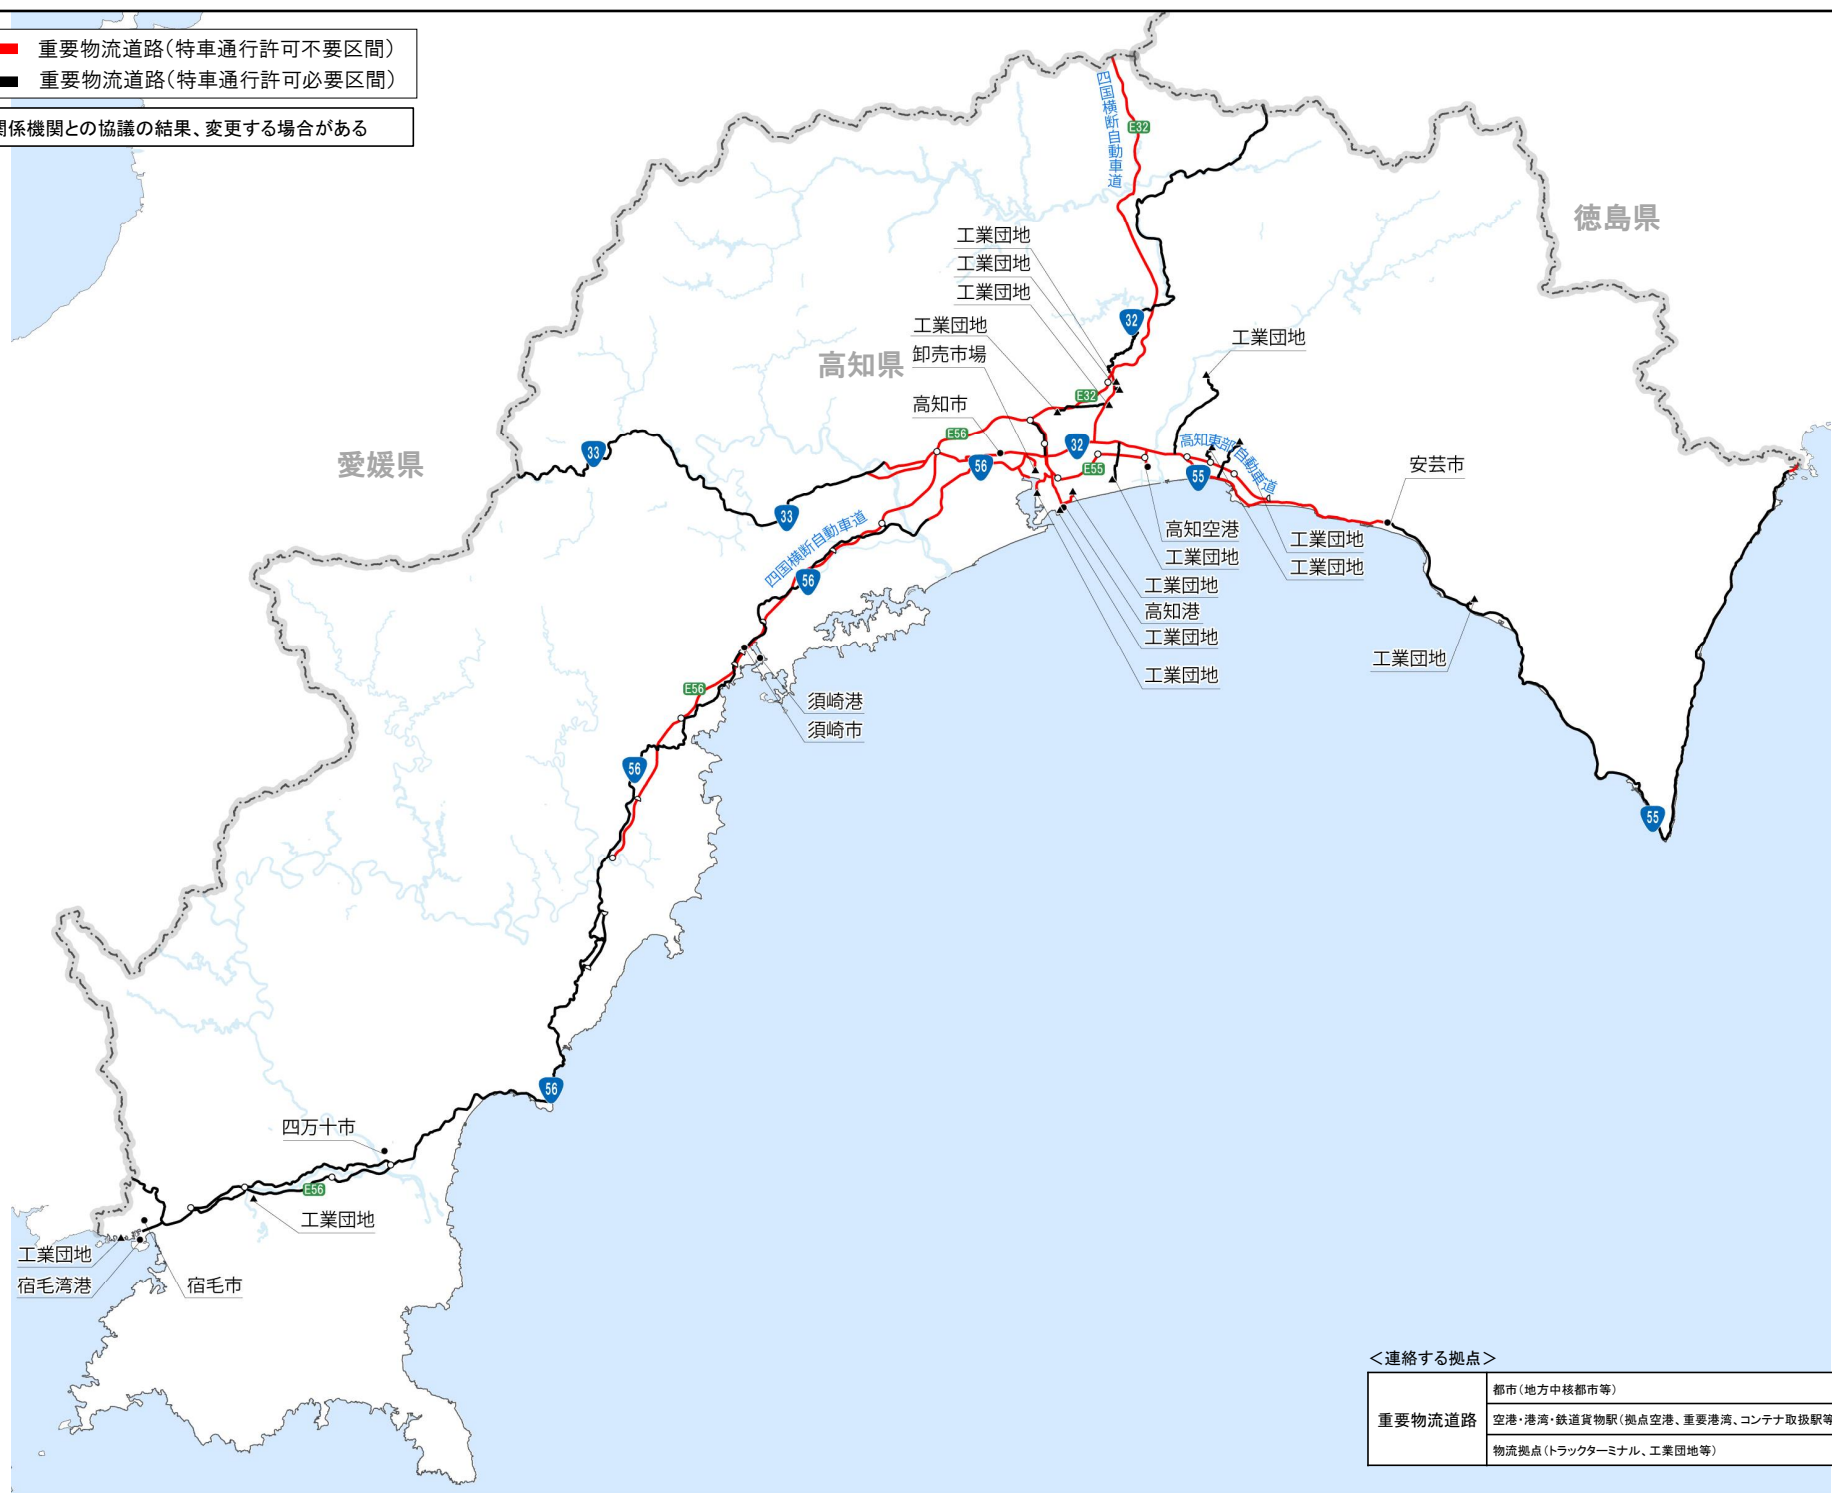 重要物流道路（特車通行許可不要区間）
重要物流道路（特車通行許可必要区間）
関係機関との協議の結果、変更する場合がある
四国横断自動車道
E32
徳島県
工業団地
工業団地
工業団地
32
工業団地
工業団地
卸売市場
高知県
E32
高知市
E56
32
高知東部自動車道
33
56
E55
55
安芸市
愛媛県
33
四国横断自動車道
高知空港
工業団地
工業団地
工業団地
56
工業団地
高知港
工業団地
工業団地
工業団地
E56
須崎港
須崎市
56
55
56
四万十市
E56
工業団地
工業団地
宿毛湾港
宿毛市
＜連絡する拠点＞
重要物流道路
都市（地方中核都市等）
空港・港湾・鉄道貨物駅（拠点空港、重要港湾、コンテナ取扱駅等
物流拠点（トラックターミナル、工業団地等）